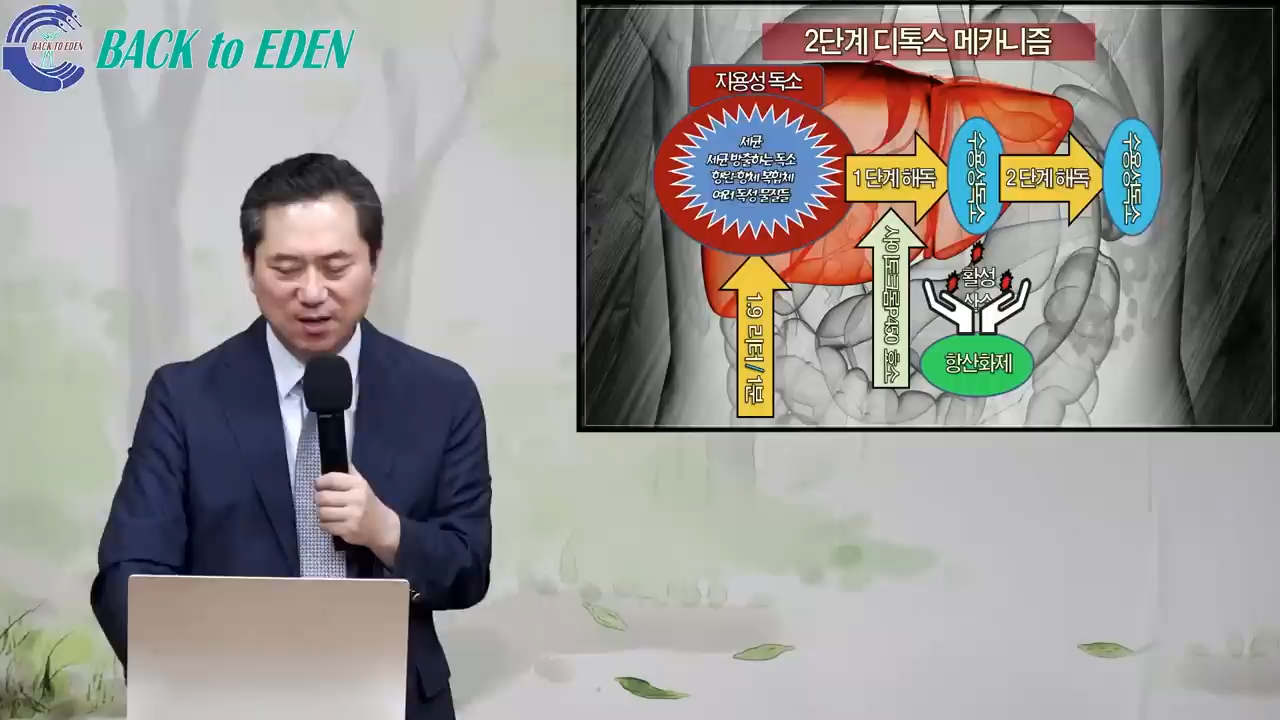 BACK TO EDEN
BACK to EDEN
2단계 디톡스 메카니즘
지용성 독소
세균
세균 방출하는 독소
항원-항체 복합체
여러 독성 물질들
1단계 해독
수용성독소
2단계 해독
수용성독소
1.9 리터 / 1분
사이토크롬P450 효소
활성
산소
항산화제